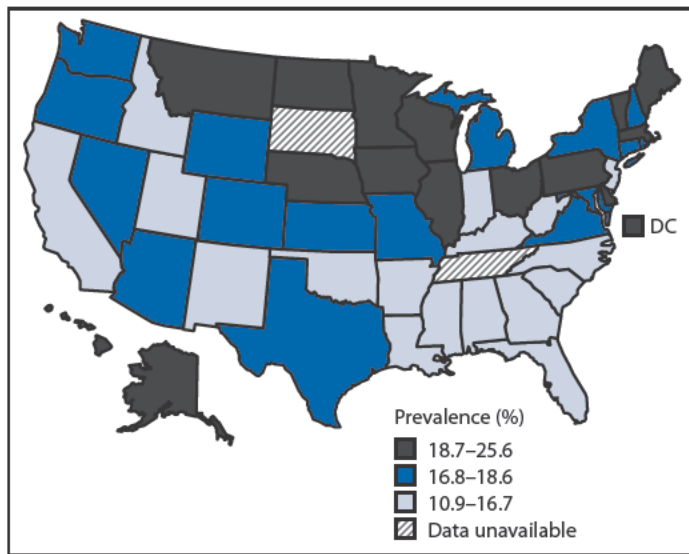 DC
Prevalence (%)
18.7–25.6
16.8–18.6
10.9–16.7
Data unavailable